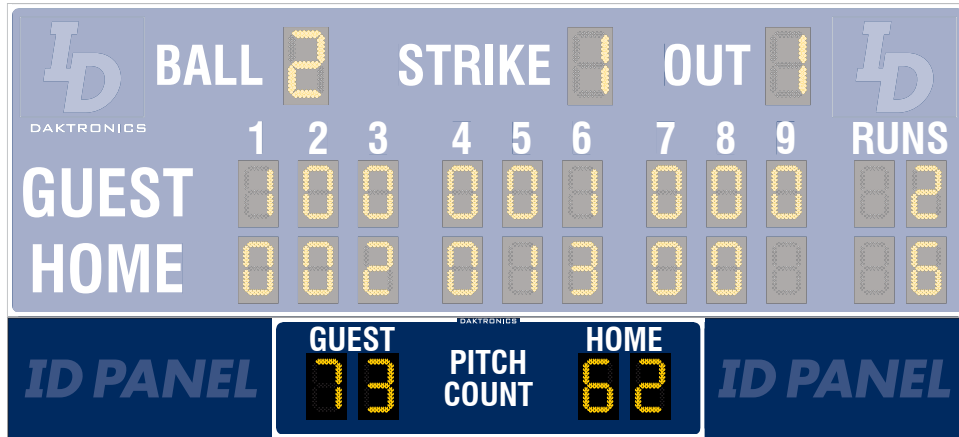 LD BALL 2 STRIKE 1 OUT 1 LD
DAKTRONICS
1 2 3 4 5 6 7 8 9 RUNS
GUEST 1 0 0 0 0 1 0 0 0 2
HOME 0 0 2 0 1 3 0 0 6
DAKTRONICS
GUEST HOME
ID PANEL 73 PITCH COUNT 62 ID PANEL